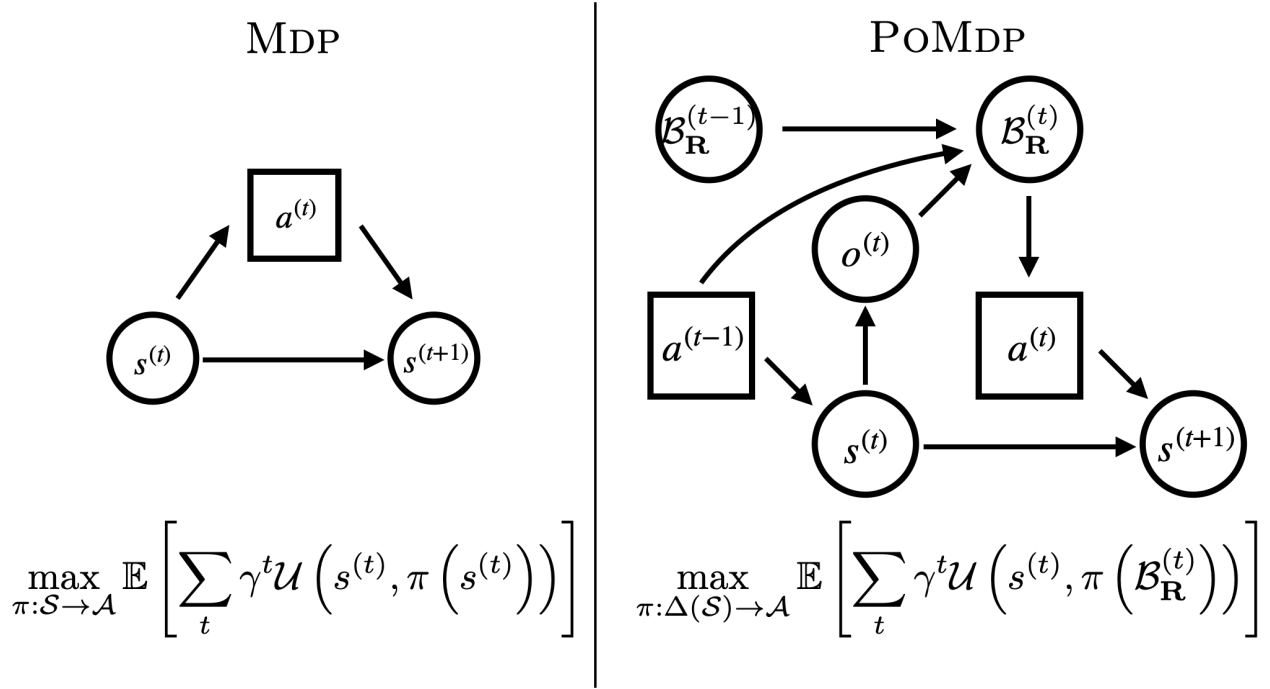 MDP
a^{(t)}
s^{(t)}
s^{(t+1)}
\max_{\pi:\mathcal{S}\to\mathcal{A}} \mathbb{E}\left[\sum_t \gamma^t \mathcal{U}\left(s^{(t)}, \pi\left(s^{(t)}\right)\right)\right]
POMDP
\mathcal{B}_{\mathbf{R}}^{(t-1)}
\mathcal{B}_{\mathbf{R}}^{(t)}
o^{(t)}
a^{(t-1)}
a^{(t)}
s^{(t)}
s^{(t+1)}
\max_{\pi:\Delta(\mathcal{S})\to\mathcal{A}} \mathbb{E}\left[\sum_t \gamma^t \mathcal{U}\left(s^{(t)}, \pi\left(\mathcal{B}_{\mathbf{R}}^{(t)}\right)\right)\right]